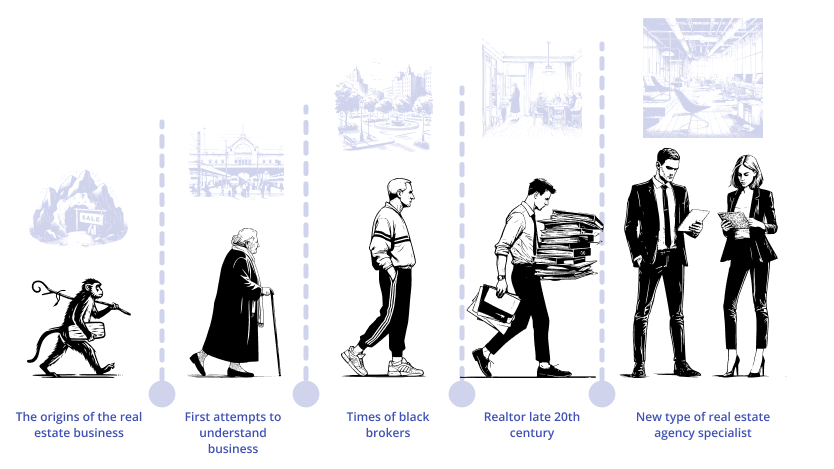 SALE
The origins of the real
estate business
First attempts to
understand
business
Times of black
brokers
Realtor late 20th
century
New type of real estate
agency specialist